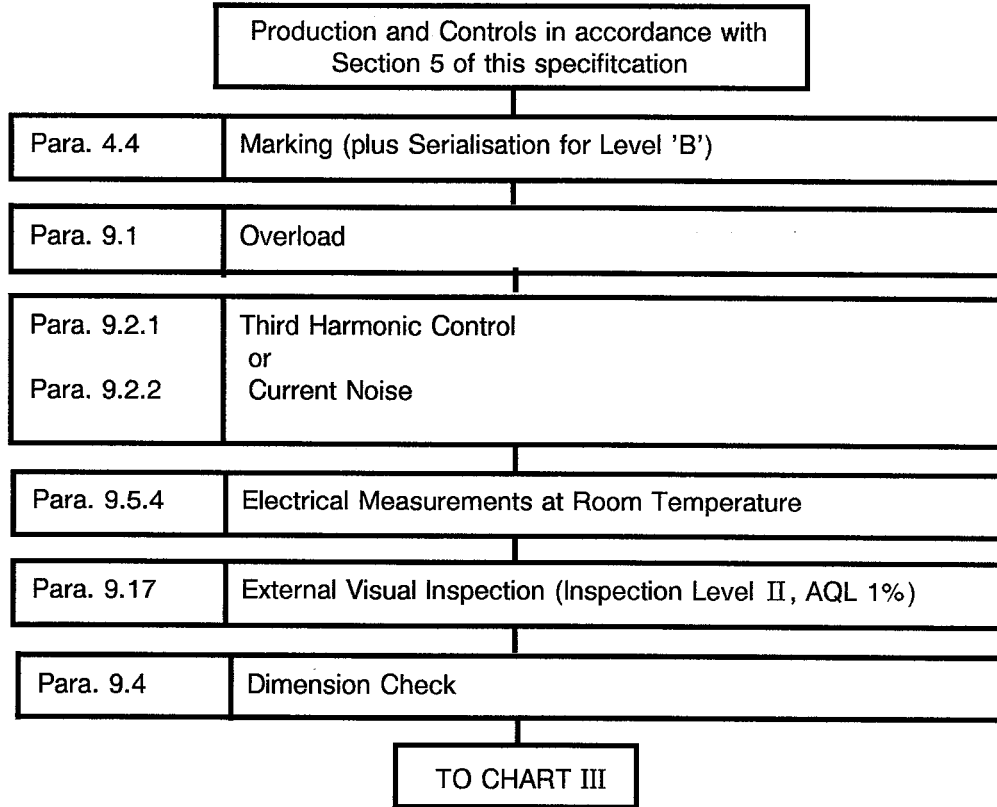 Production and Controls in accordance with
Section 5 of this specifitcation
Para. 4.4 Marking (plus Serialisation for Level 'B')
Para. 9.1 Overload
Para. 9.2.1 Third Harmonic Control
or
Para. 9.2.2 Current Noise
Para. 9.5.4 Electrical Measurements at Room Temperature
Para. 9.17 External Visual Inspection (Inspection Level II, AQL 1%)
Para. 9.4 Dimension Check
TO CHART III